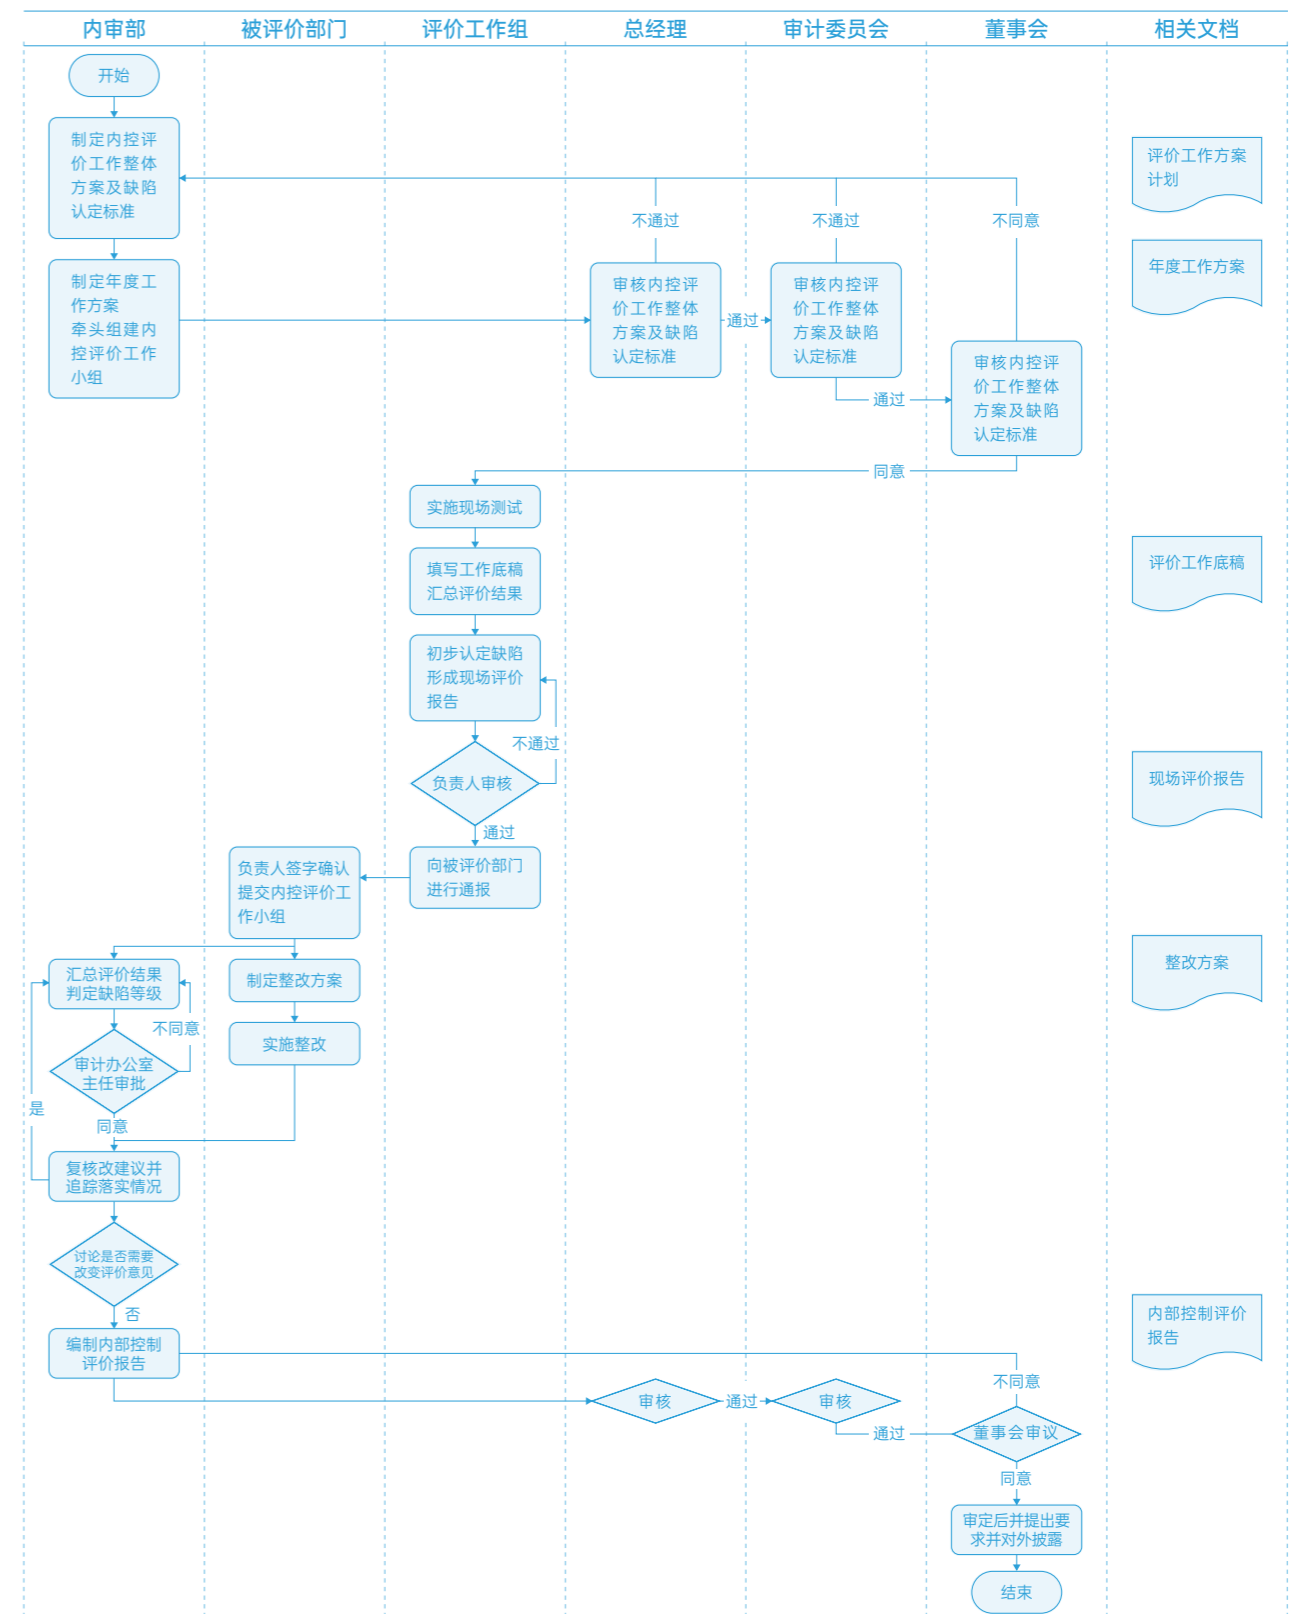 内审部
被评价部门
评价工作组
总经理
审计委员会
董事会
相关文档
开始
制定内控评
价工作整体
方案及缺陷
认定标准
评价工作方案
计划
不通过
不通过
不同意
制定年度工
作方案
牵头组建内
控评价工作
小组
审核内控评
价工作整体
方案及缺陷
认定标准
通过
审核内控评
价工作整体
方案及缺陷
认定标准
年度工作方案
通过
审核内控评
价工作整体
方案及缺陷
认定标准
同意
实施现场测试
填写工作底稿
汇总评价结果
评价工作底稿
初步认定缺陷
形成现场评价
报告
不通过
负责人审核
现场评价报告
通过
向被评价部门
进行通报
负责人签字确认
提交内控评价工
作小组
汇总评价结果
判定缺陷等级
制定整改方案
整改方案
不同意
实施整改
审计办公室
主任审批
是
同意
复核改建议并
追踪落实情况
讨论是否需要
改变评价意见
否
编制内部控制
评价报告
内部控制评价
报告
不同意
审核
通过
审核
通过
董事会审议
同意
审定后并提出要
求并对外披露
结束